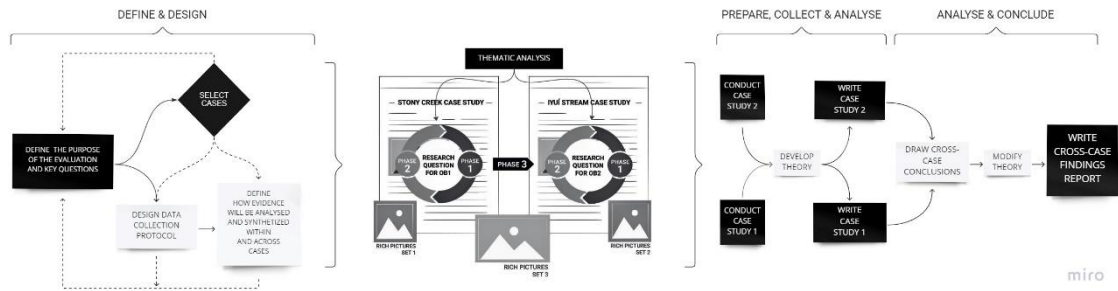 DEFINE & DESIGN
SELECT
CASES
DEFINE THE PURPOSE
OF THE EVALUATION
AND KEY QUESTIONS
DESIGN DATA
COLLECTION
PROTOCOL
DEFINE
HOW EVIDENCE
WILL BE ANALYSED
AND SYNTHETIZED
WITHIN
AND ACROSS
CASES
THEMATIC ANALYSIS
STONY CREEK CASE STUDY
PHASE
2
RESEARCH
QUESTION
FOR OB1
PHASE
1
PHASE 3
IYUÍ STREAM CASE STUDY
PHASE
2
RESEARCH
QUESTION
FOR OB2
PHASE
1
RICH PICTURES
SET 1
RICH PICTURES
SET 3
RICH PICTURES
SET 2
PREPARE, COLLECT & ANALYSE
CONDUCT
CASE
STUDY 2
WRITE
CASE
STUDY 2
DEVELOP
THEORY
CONDUCT
CASE
STUDY 1
WRITE
CASE
STUDY 1
ANALYSE & CONCLUDE
DRAW CROSS-
CASE
CONCLUSIONS
MODIFY
THEORY
WRITE
CROSS-CASE
FINDINGS
REPORT
miro